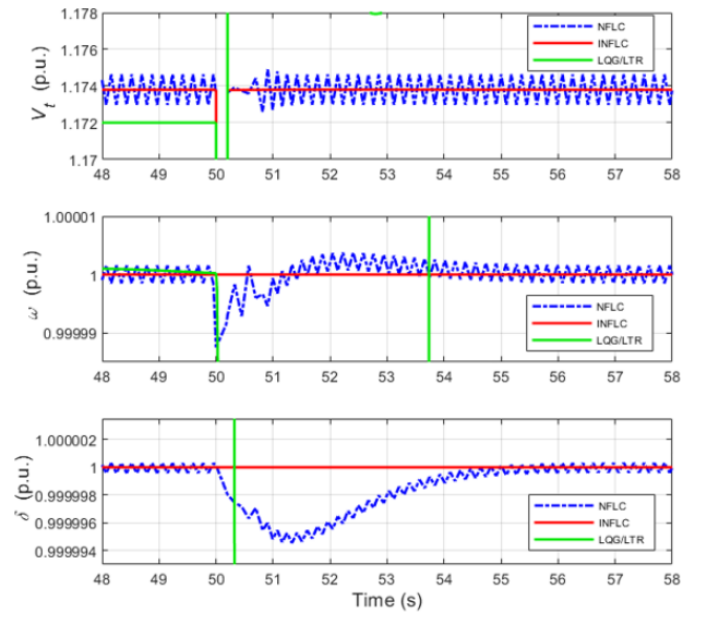 1.178
1.176
1.174
1.172
1.17
V_t (p.u.)
NFLC
INFLC
LQG/LTR
48 49 50 51 52 53 54 55 56 57 58
1.00001
1
0.99999
ω (p.u.)
NFLC
INFLC
LQG/LTR
48 49 50 51 52 53 54 55 56 57 58
1.000002
1
0.999998
0.999996
0.999994
δ (p.u.)
NFLC
INFLC
LQG/LTR
48 49 50 51 52 53 54 55 56 57 58
Time (s)